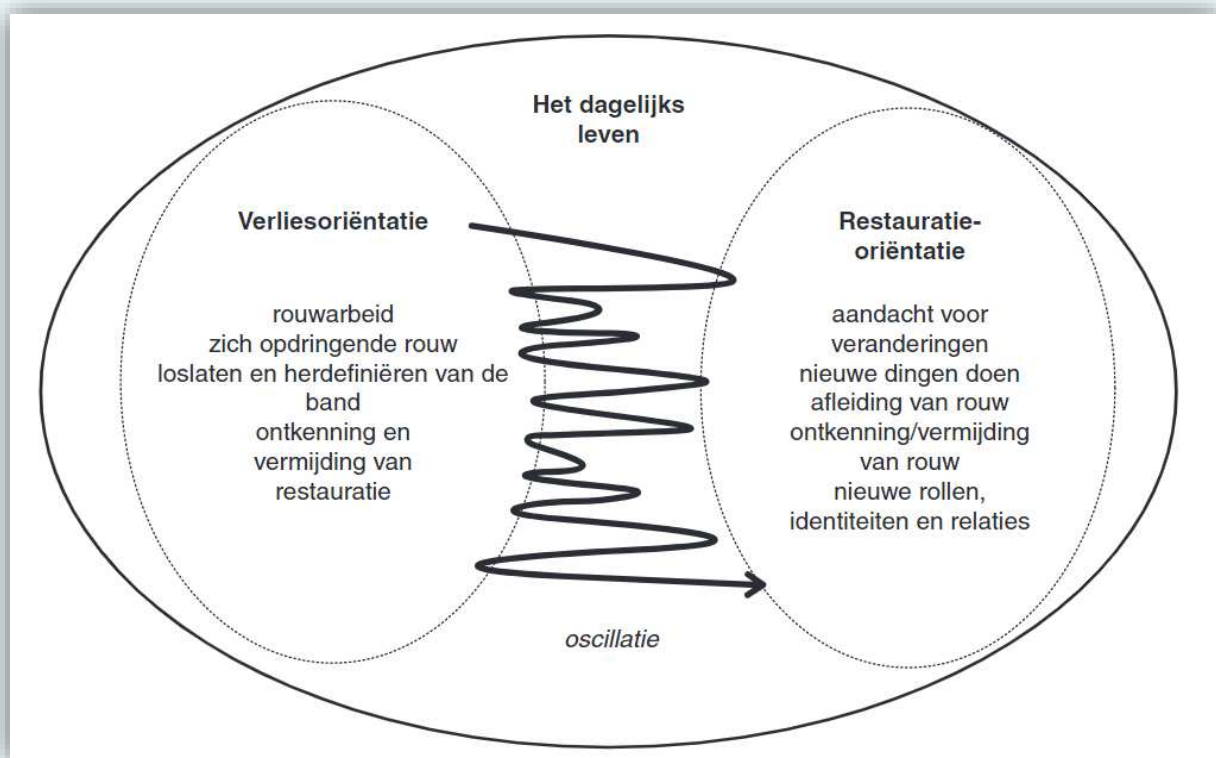 Het dagelijks
leven
Verliesoriëntatie
rouwarbeid
zich opdringende rouw
loslaten en herdefiniëren van de
band
ontkenning en
vermijding van
restauratie
Restauratie-
oriëntatie
aandacht voor
veranderingen
nieuwe dingen doen
afleiding van rouw
ontkenning/vermijding
van rouw
nieuwe rollen,
identiteiten en relaties
oscillatie